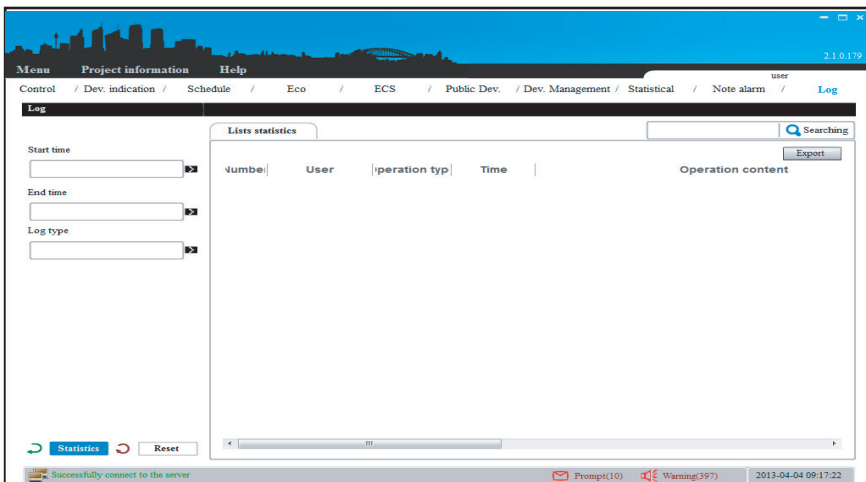 2.1.0.179
Menu Project information Help
user
Control / Dev. indication / Schedule / Eco / ECS / Public Dev. / Dev. Management / Statistical / Note alarm / Log
Log
Lists statistics
Searching
Start time
Export
Number User Operation typ Time Operation content
End time
Log type
Statistics Reset
Successfully connect to the server Prompt(10) Warning(397) 2013-04-04 09:17:22